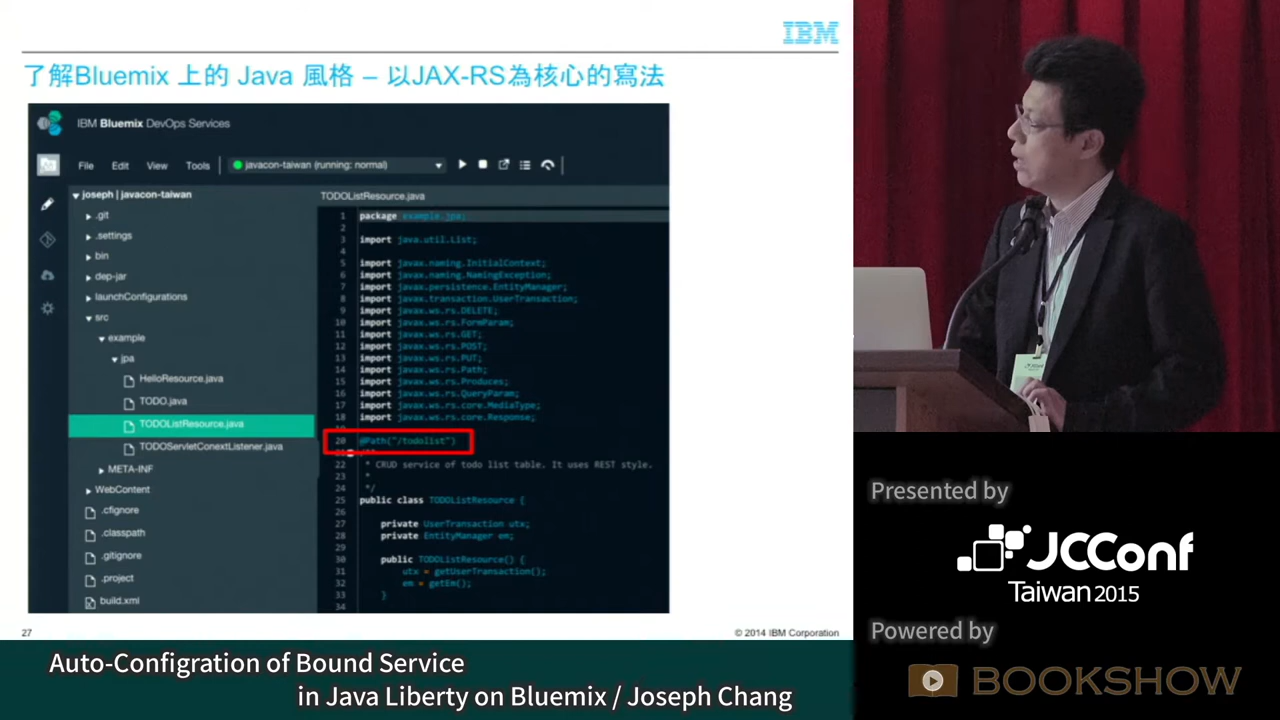 IBM
了解Bluemix 上的 Java 風格 – 以JAX-RS為核心的寫法
IBM Bluemix DevOps Services
File Edit View Tools javacon-taiwan (running: normal)
joseph | javacon-taiwan
.git
.settings
bin
dep-jar
launchConfigurations
src
example
jpa
HelloResource.java
TODO.java
TODOListResource.java
TODOServletConextListener.java
META-INF
WebContent
.cfignore
.classpath
.gitignore
.project
build.xml
TODOListResource.java
1 package example.jpa;
2
3 import java.util.List;
4
5 import javax.naming.InitialContext;
6 import javax.naming.NamingException;
7 import javax.persistence.EntityManager;
8 import javax.transaction.UserTransaction;
9 import javax.ws.rs.DELETE;
10 import javax.ws.rs.FormParam;
11 import javax.ws.rs.GET;
12 import javax.ws.rs.POST;
13 import javax.ws.rs.PUT;
14 import javax.ws.rs.Path;
15 import javax.ws.rs.Produces;
16 import javax.ws.rs.QueryParam;
17 import javax.ws.rs.core.MediaType;
18 import javax.ws.rs.core.Response;
20 @Path("/todolist")
22 * CRUD service of todo list table. It uses REST style.
23 *
24 */
25 public class TODOListResource {
26
27 private UserTransaction utx;
28 private EntityManager em;
29
30 public TODOListResource() {
31 utx = getUserTransaction();
32 em = getEm();
33 }
34
27
© 2014 IBM Corporation
Auto-Configration of Bound Service
in Java Liberty on Bluemix / Joseph Chang
Presented by
JCConf
Taiwan 2015
Powered by
BOOKSHOW